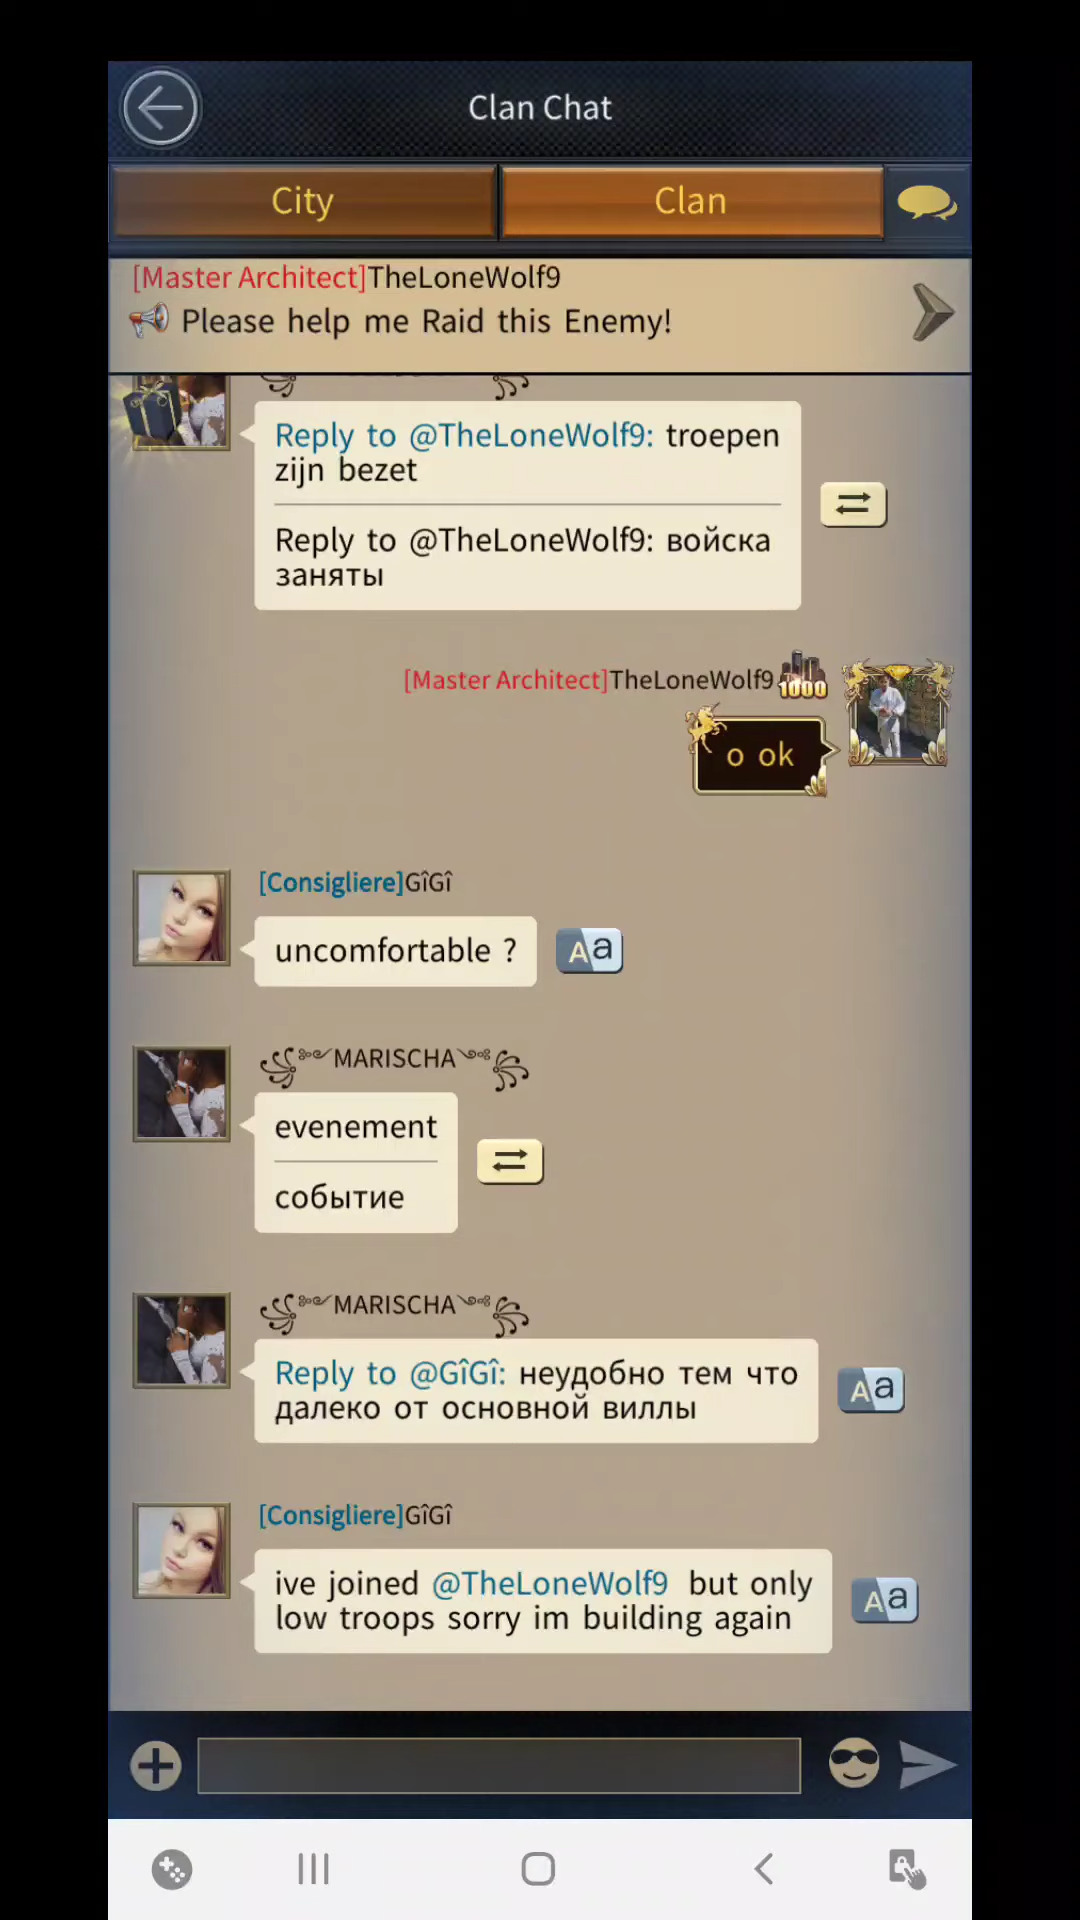 Clan Chat
City
Clan
[Master Architect]TheLoneWolf9
Please help me Raid this Enemy!
Reply to @TheLoneWolf9: troepen
zijn bezet
Reply to @TheLoneWolf9: войска
заняты
[Master Architect]TheLoneWolf9
1000
o ok
[Consigliere]GîGî
uncomfortable ?
Aa
MARISCHA
evenement
событие
MARISCHA
Reply to @GîGî: неудобно тем что
далеко от основной виллы
Aa
[Consigliere]GîGî
ive joined @TheLoneWolf9 but only
low troops sorry im building again
Aa